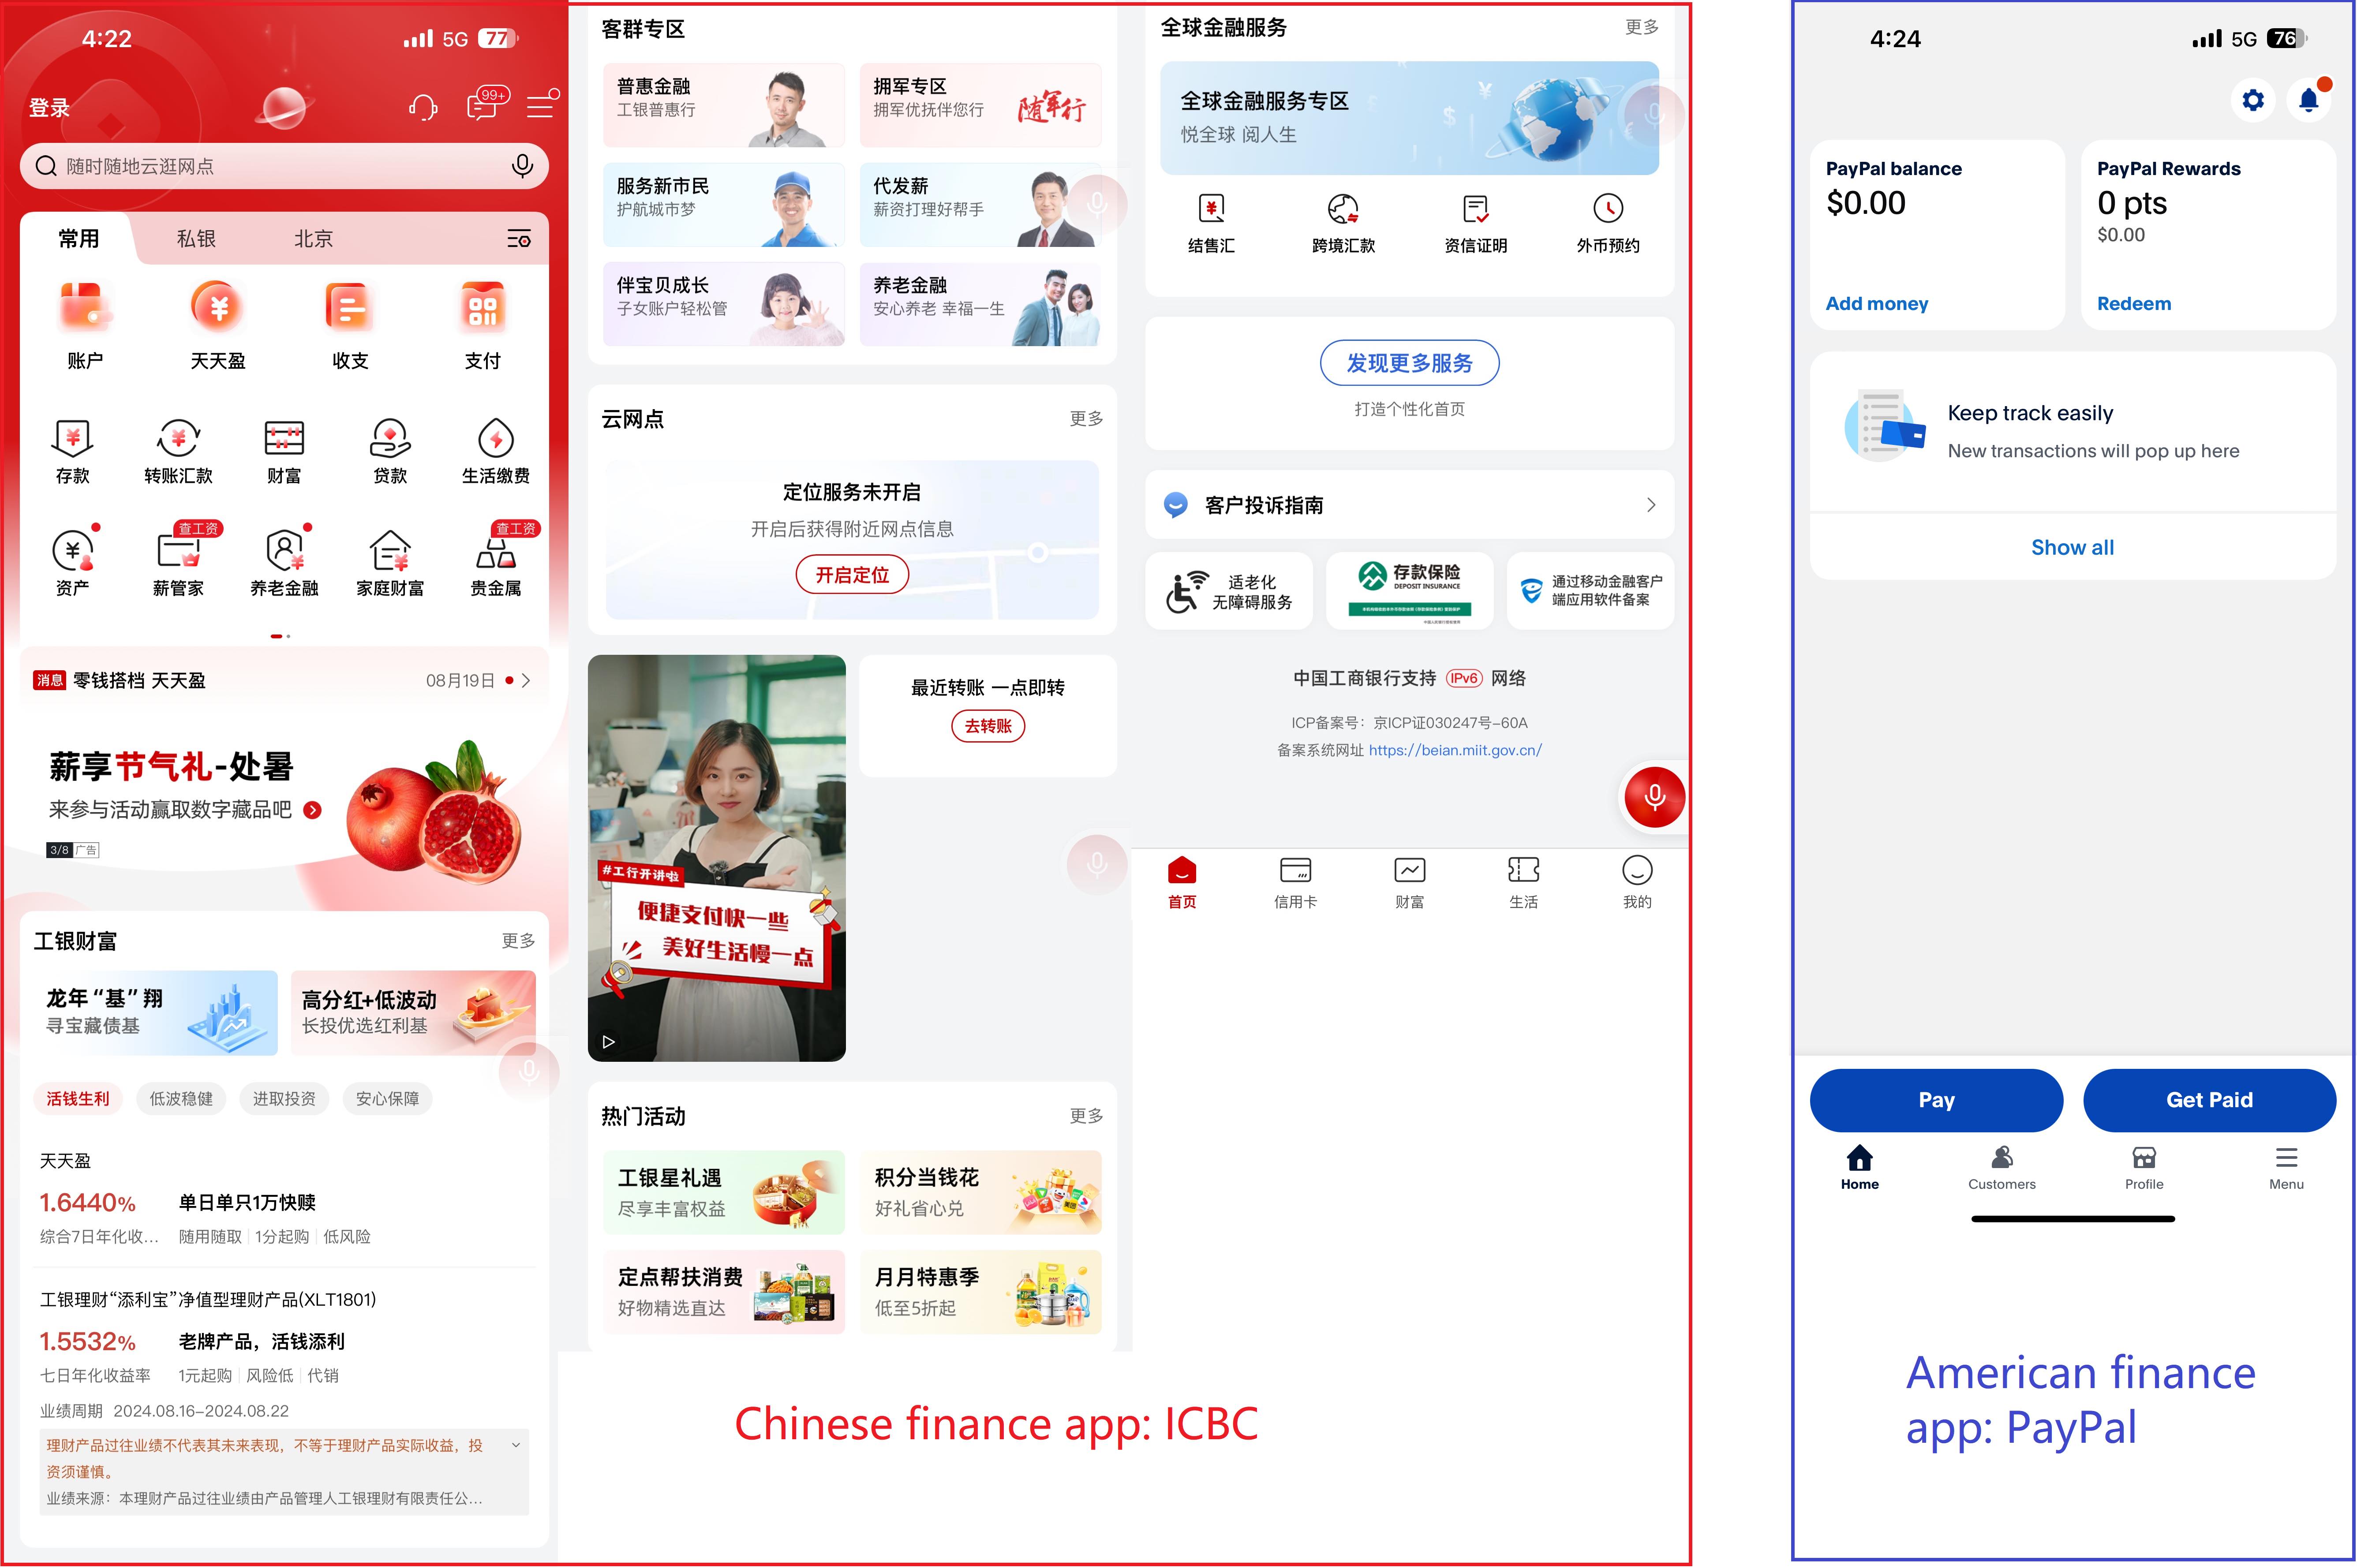 4:22
5G 77
登录
99+
随时随地云逛网点
常用 私银 北京
账户 天天盈 收支 支付
存款 转账汇款 财富 贷款 生活缴费
查工资 查工资
资产 薪管家 养老金融 家庭财富 贵金属
消息 零钱搭档 天天盈 08月19日
薪享节气礼-处暑
来参与活动赢取数字藏品吧
3/8 广告
工银财富 更多
龙年“基”翔
寻宝藏债基
高分红+低波动
长投优选红利基
活钱生利 低波稳健 进取投资 安心保障
天天盈
1.6440% 单日单只1万快赎
综合7日年化收... 随用随取 | 1分起购 | 低风险
工银理财“添利宝”净值型理财产品(XLT1801)
1.5532% 老牌产品，活钱添利
七日年化收益率 1元起购 | 风险低 | 代销
业绩周期 2024.08.16-2024.08.22
理财产品过往业绩不代表其未来表现，不等于理财产品实际收益，投
资须谨慎。
业绩来源：本理财产品过往业绩由产品管理人工银理财有限责任公...
客群专区
普惠金融
工银普惠行
拥军专区
拥军优抚伴您行
随军行
服务新市民
护航城市梦
代发薪
薪资打理好帮手
伴宝贝成长
子女账户轻松管
养老金融
安心养老 幸福一生
云网点 更多
定位服务未开启
开启后获得附近网点信息
开启定位
#工行开讲啦
便捷支付快一些
美好生活慢一点
最近转账 一点即转
去转账
热门活动 更多
工银星礼遇
尽享丰富权益
积分当钱花
好礼省心兑
定点帮扶消费
好物精选直达
月月特惠季
低至5折起
全球金融服务 更多
全球金融服务专区
悦全球 阅人生
结售汇 跨境汇款 资信证明 外币预约
发现更多服务
打造个性化首页
客户投诉指南
适老化
无障碍服务
存款保险
DEPOSIT INSURANCE
通过移动金融客户
端应用软件备案
中国工商银行支持 IPv6 网络
ICP备案号：京ICP证030247号-60A
备案系统网址 https://beian.miit.gov.cn/
首页 信用卡 财富 生活 我的
Chinese finance app: ICBC
4:24
5G 76
PayPal balance
$0.00
Add money
PayPal Rewards
0 pts
$0.00
Redeem
Keep track easily
New transactions will pop up here
Show all
Pay Get Paid
Home Customers Profile Menu
American finance
app: PayPal